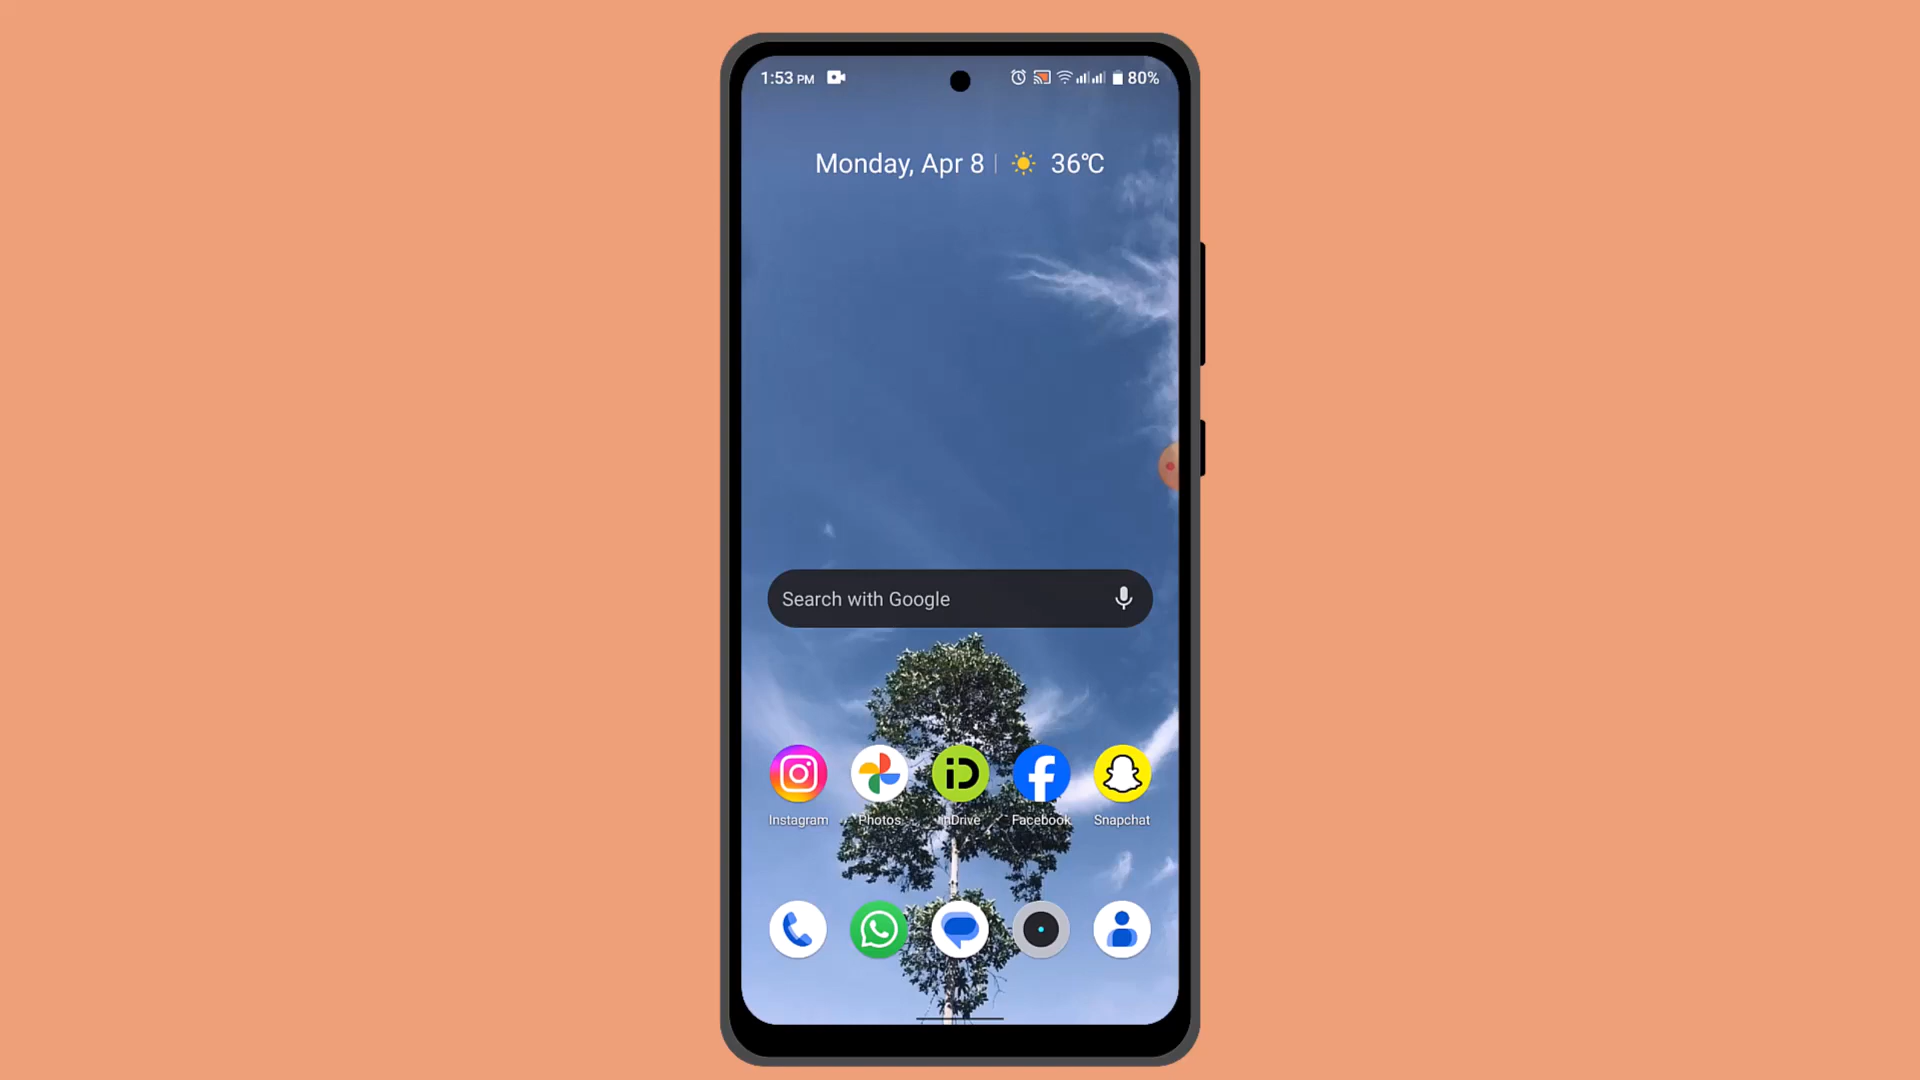 1:53 PM 80%
Monday, Apr 8 | 36℃
Search with Google
Instagram Photos inDrive Facebook Snapchat